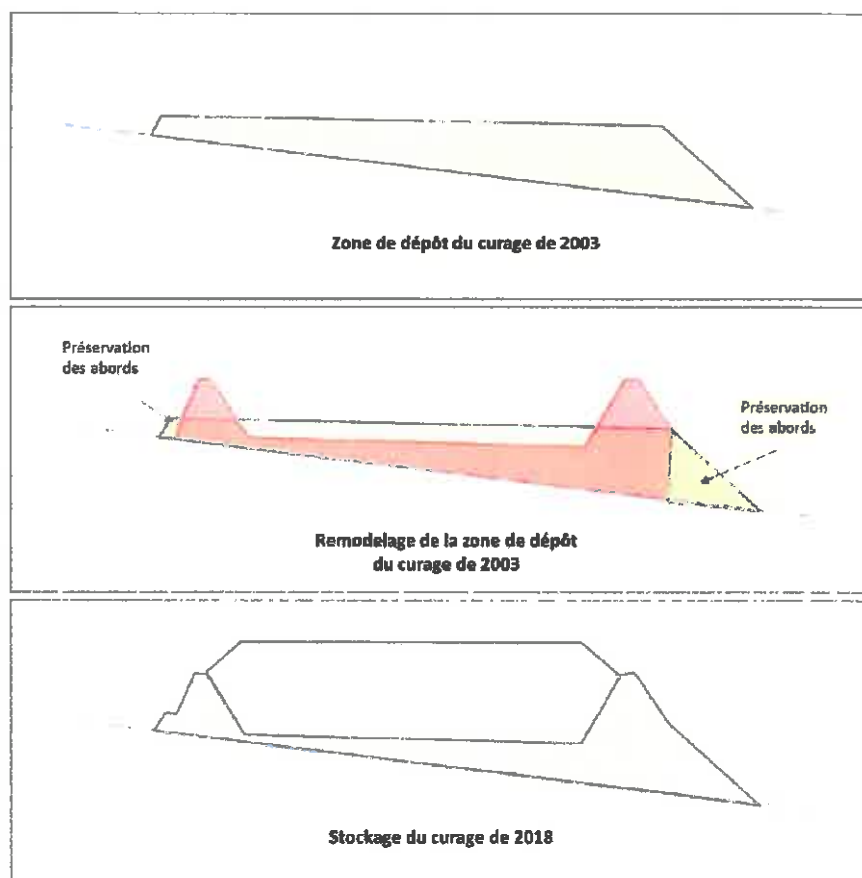 Zone de dépôt du curage de 2003
Préservation
des abords
Préservation
des abords
Remodelage de la zone de dépôt
du curage de 2003
Stockage du curage de 2018